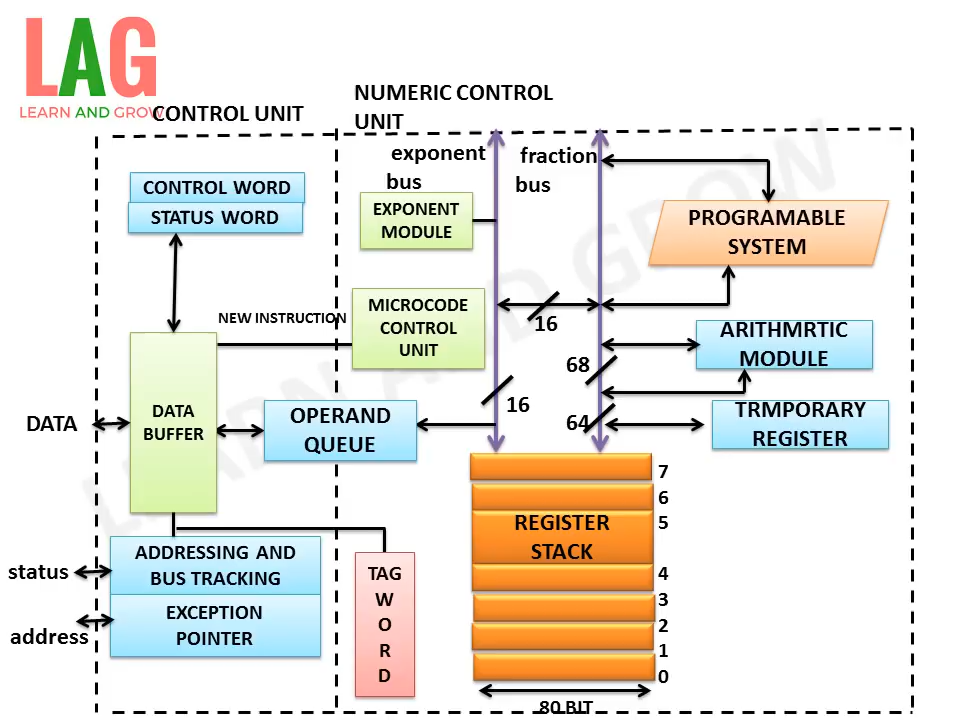 LAG
LEARN AND GROW
CONTROL UNIT
NUMERIC CONTROL
UNIT
exponent
bus
fraction
bus
CONTROL WORD
STATUS WORD
EXPONENT
MODULE
PROGRAMABLE
SYSTEM
NEW INSTRUCTION
MICROCODE
CONTROL
UNIT
16
ARITHMRTIC
MODULE
68
16
64
TRMPORARY
REGISTER
DATA
DATA
BUFFER
OPERAND
QUEUE
7
6
5
REGISTER
STACK
4
3
2
1
0
80 BIT
status
address
ADDRESSING AND
BUS TRACKING
EXCEPTION
POINTER
TAG
W
O
R
D
LEARN AND GROW